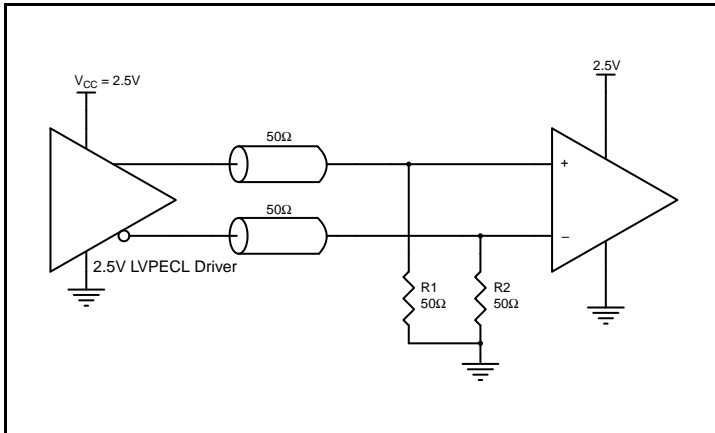 V_CC = 2.5V
2.5V
50Ω
+
50Ω
−
2.5V LVPECL Driver
R1
50Ω
R2
50Ω